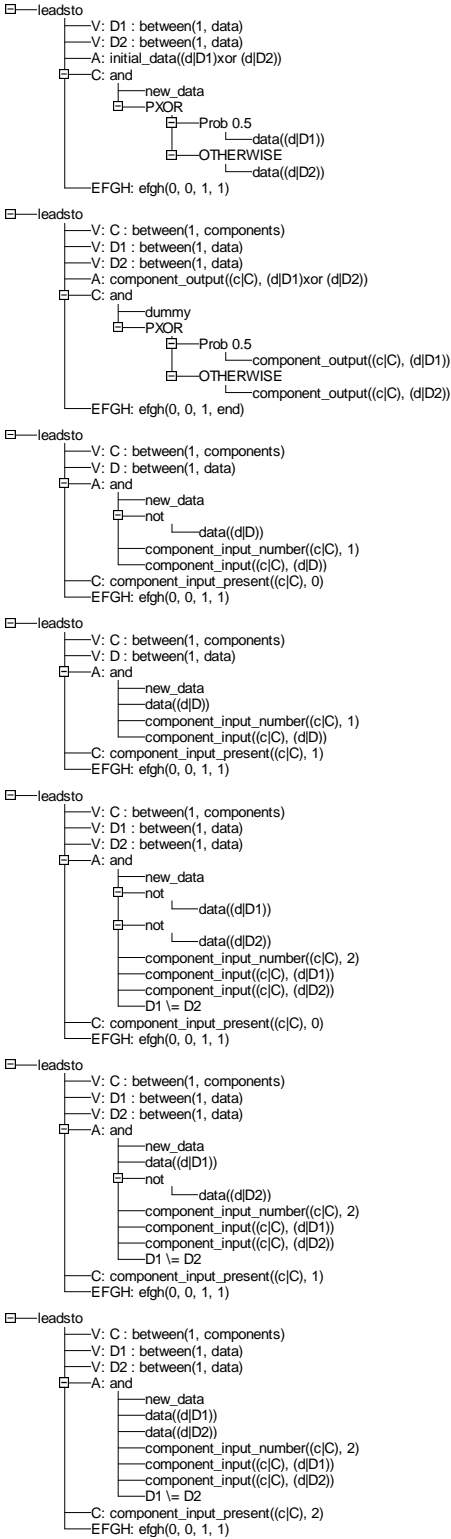 leadsto
V: D1 : between(1, data)
V: D2 : between(1, data)
A: initial_data((d|D1)xor (d|D2))
C: and
new_data
PXOR
Prob 0.5
data((d|D1))
OTHERWISE
data((d|D2))
EFGH: efgh(0, 0, 1, 1)
leadsto
V: C : between(1, components)
V: D1 : between(1, data)
V: D2 : between(1, data)
A: component_output((c|C), (d|D1)xor (d|D2))
C: and
dummy
PXOR
Prob 0.5
component_output((c|C), (d|D1))
OTHERWISE
component_output((c|C), (d|D2))
EFGH: efgh(0, 0, 1, end)
leadsto
V: C : between(1, components)
V: D : between(1, data)
A: and
new_data
not
data((d|D))
component_input_number((c|C), 1)
component_input((c|C), (d|D))
C: component_input_present((c|C), 0)
EFGH: efgh(0, 0, 1, 1)
leadsto
V: C : between(1, components)
V: D : between(1, data)
A: and
new_data
data((d|D))
component_input_number((c|C), 1)
component_input((c|C), (d|D))
C: component_input_present((c|C), 1)
EFGH: efgh(0, 0, 1, 1)
leadsto
V: C : between(1, components)
V: D1 : between(1, data)
V: D2 : between(1, data)
A: and
new_data
not
data((d|D1))
not
data((d|D2))
component_input_number((c|C), 2)
component_input((c|C), (d|D1))
component_input((c|C), (d|D2))
D1 \= D2
C: component_input_present((c|C), 0)
EFGH: efgh(0, 0, 1, 1)
leadsto
V: C : between(1, components)
V: D1 : between(1, data)
V: D2 : between(1, data)
A: and
new_data
data((d|D1))
not
data((d|D2))
component_input_number((c|C), 2)
component_input((c|C), (d|D1))
component_input((c|C), (d|D2))
D1 \= D2
C: component_input_present((c|C), 1)
EFGH: efgh(0, 0, 1, 1)
leadsto
V: C : between(1, components)
V: D1 : between(1, data)
V: D2 : between(1, data)
A: and
new_data
data((d|D1))
data((d|D2))
component_input_number((c|C), 2)
component_input((c|C), (d|D1))
component_input((c|C), (d|D2))
D1 \= D2
C: component_input_present((c|C), 2)
EFGH: efgh(0, 0, 1, 1)